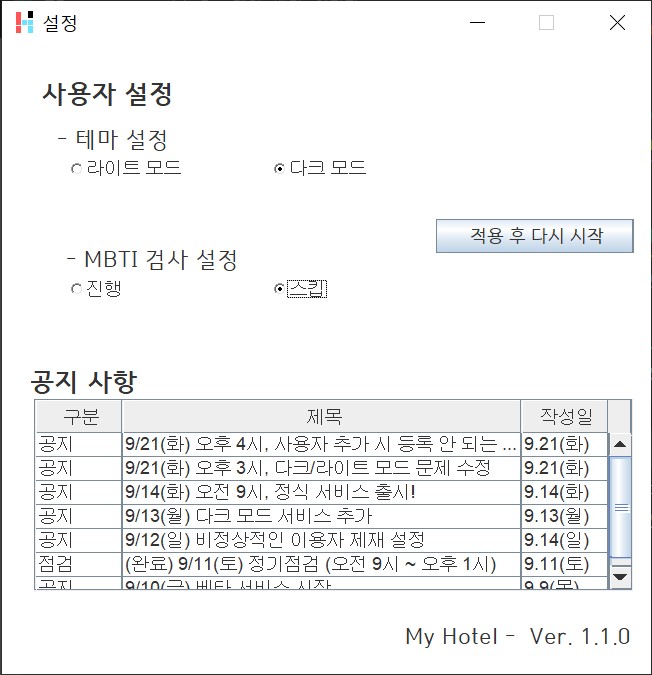 설정
사용자 설정
- 테마 설정
라이트 모드 다크 모드
적용 후 다시 시작
- MBTI 검사 설정
진행 스킵
공지 사항
구분 제목 작성일
공지 9/21(화) 오후 4시, 사용자 추가 시 등록 안 되는 ... 9.21(화)
공지 9/21(화) 오후 3시, 다크/라이트 모드 문제 수정 9.21(화)
공지 9/14(화) 오전 9시, 정식 서비스 출시! 9.14(화)
공지 9/13(월) 다크 모드 서비스 추가 9.13(월)
공지 9/12(일) 비정상적인 이용자 제재 설정 9.14(일)
점검 (완료) 9/11(토) 정기점검 (오전 9시 ~ 오후 1시) 9.11(토)
공지 9/10(금) 베타 서비스 시작 9.9(목)
My Hotel - Ver. 1.1.0